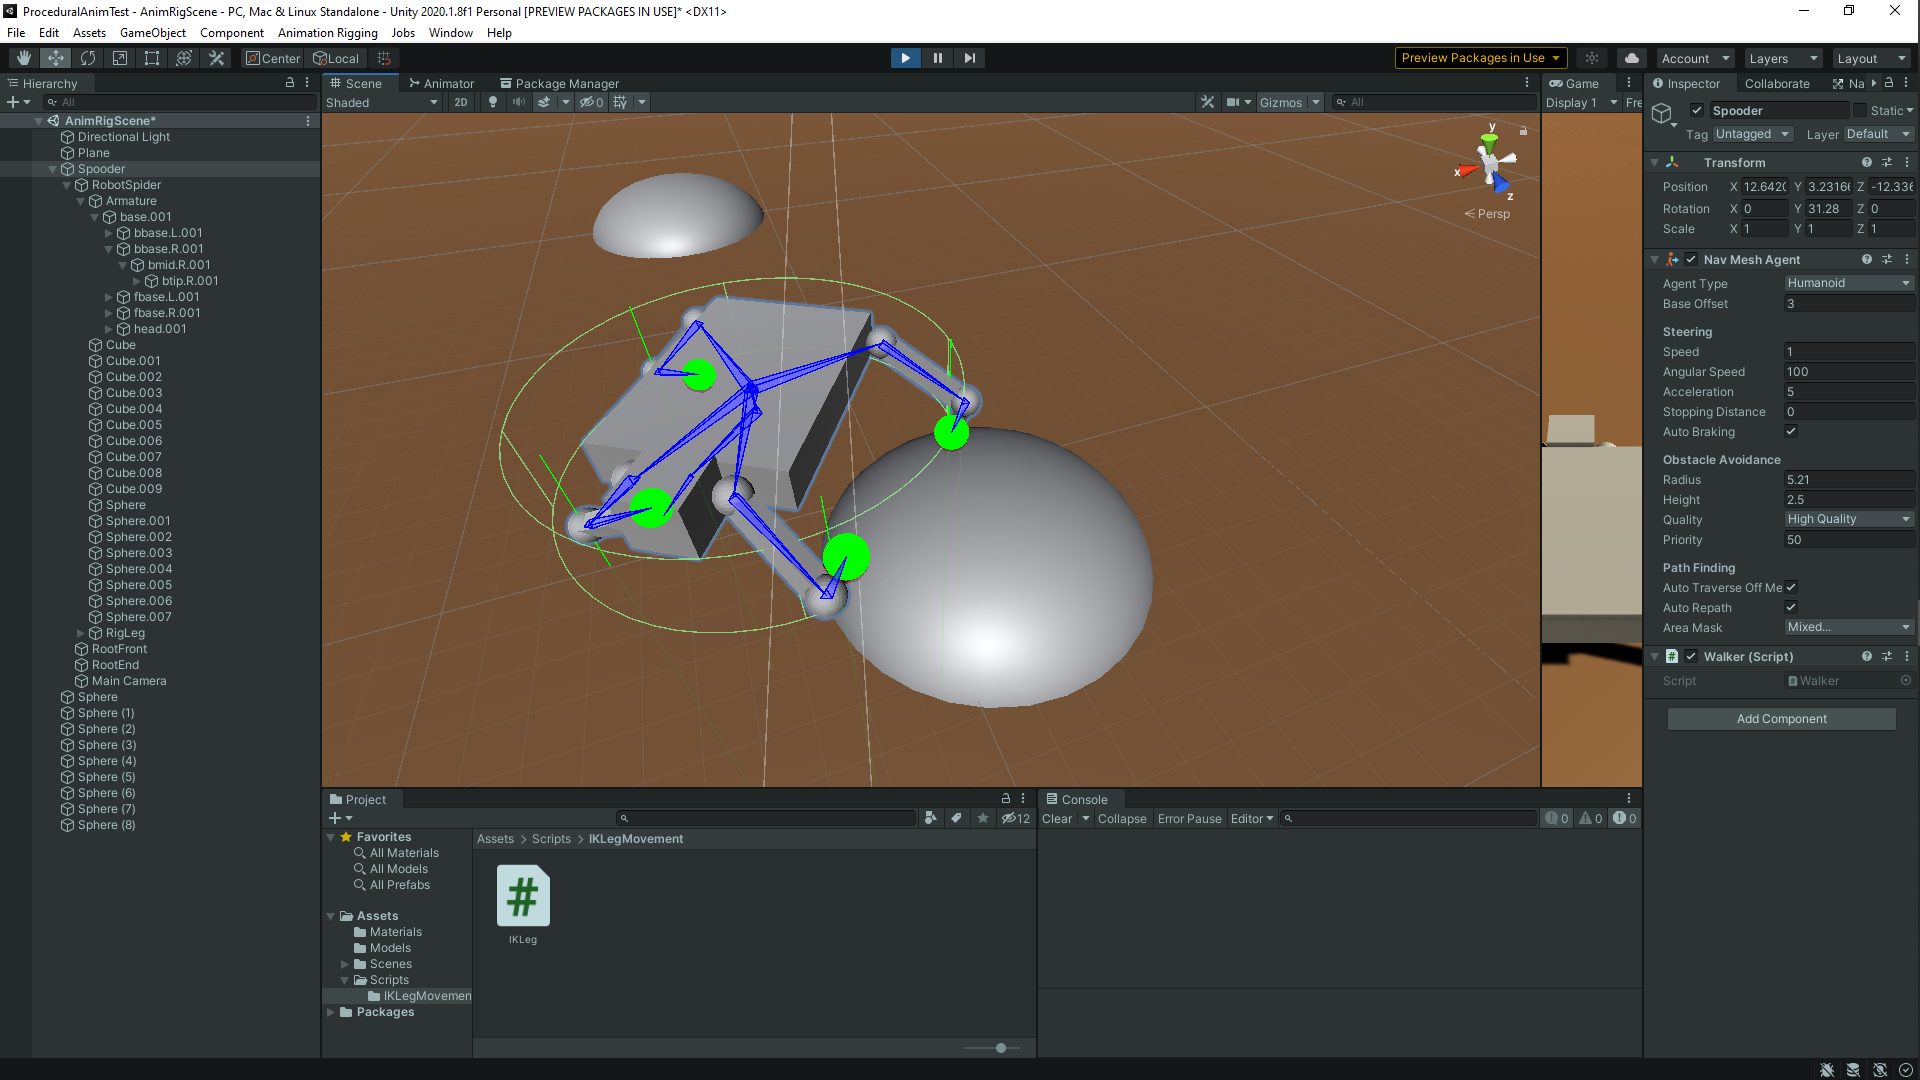 ProceduralAnimTest - AnimRigScene - PC, Mac & Linux Standalone - Unity 2020.1.8f1 Personal [PREVIEW PACKAGES IN USE]* <DX11>
File Edit Assets GameObject Component Animation Rigging Jobs Window Help
Center Local Preview Packages in Use Account Layers Layout
Hierarchy
All
AnimRigScene*
Directional Light
Plane
Spooder
RobotSpider
Armature
base.001
bbase.L.001
bbase.R.001
bmid.R.001
btip.R.001
fbase.L.001
fbase.R.001
head.001
Cube
Cube.001
Cube.002
Cube.003
Cube.004
Cube.005
Cube.006
Cube.007
Cube.008
Cube.009
Sphere
Sphere.001
Sphere.002
Sphere.003
Sphere.004
Sphere.005
Sphere.006
Sphere.007
RigLeg
RootFront
RootEnd
Main Camera
Sphere
Sphere (1)
Sphere (2)
Sphere (3)
Sphere (4)
Sphere (5)
Sphere (6)
Sphere (7)
Sphere (8)
Scene Animator Package Manager
Shaded 2D 0 Gizmos All
y
x
z
Persp
Game
Display 1 Fre
Project
12
Favorites
All Materials
All Models
All Prefabs
Assets
Materials
Models
Scenes
Scripts
IKLegMovemen
Packages
Assets > Scripts > IKLegMovement
#
IKLeg
Console
Clear Collapse Error Pause Editor 0 0 0
Inspector Collaborate Na
Spooder Static
Tag Untagged Layer Default
Transform
Position X 12.642( Y 3.2316 Z -12.336
Rotation X 0 Y 31.28 Z 0
Scale X 1 Y 1 Z 1
Nav Mesh Agent
Agent Type Humanoid
Base Offset 3
Steering
Speed 1
Angular Speed 100
Acceleration 5
Stopping Distance 0
Auto Braking
Obstacle Avoidance
Radius 5.21
Height 2.5
Quality High Quality
Priority 50
Path Finding
Auto Traverse Off Me
Auto Repath
Area Mask Mixed...
# Walker (Script)
Script Walker
Add Component